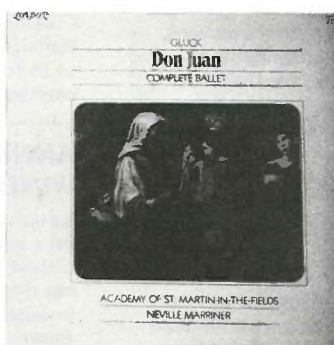 GLUCK
Don Juan
COMPLETE BALLET
ACADEMY OF ST. MARTIN-IN-THE-FIELDS
NEVILLE MARRINER